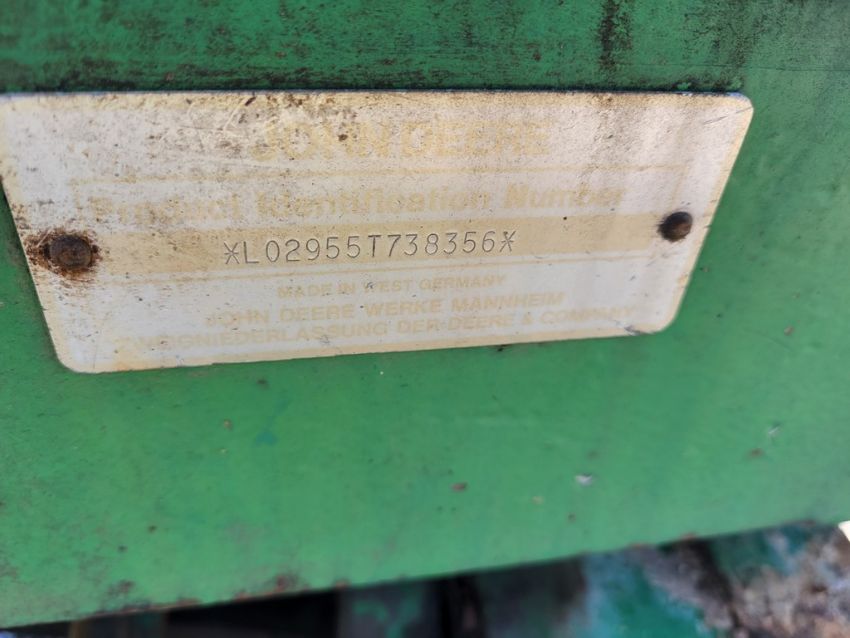 JOHN DEERE
Product Identification Number
*L02955T738356*
MADE IN WEST GERMANY
JOHN DEERE WERKE MANNHEIM
ZWEIGNIEDERLASSUNG DER DEERE & COMPANY